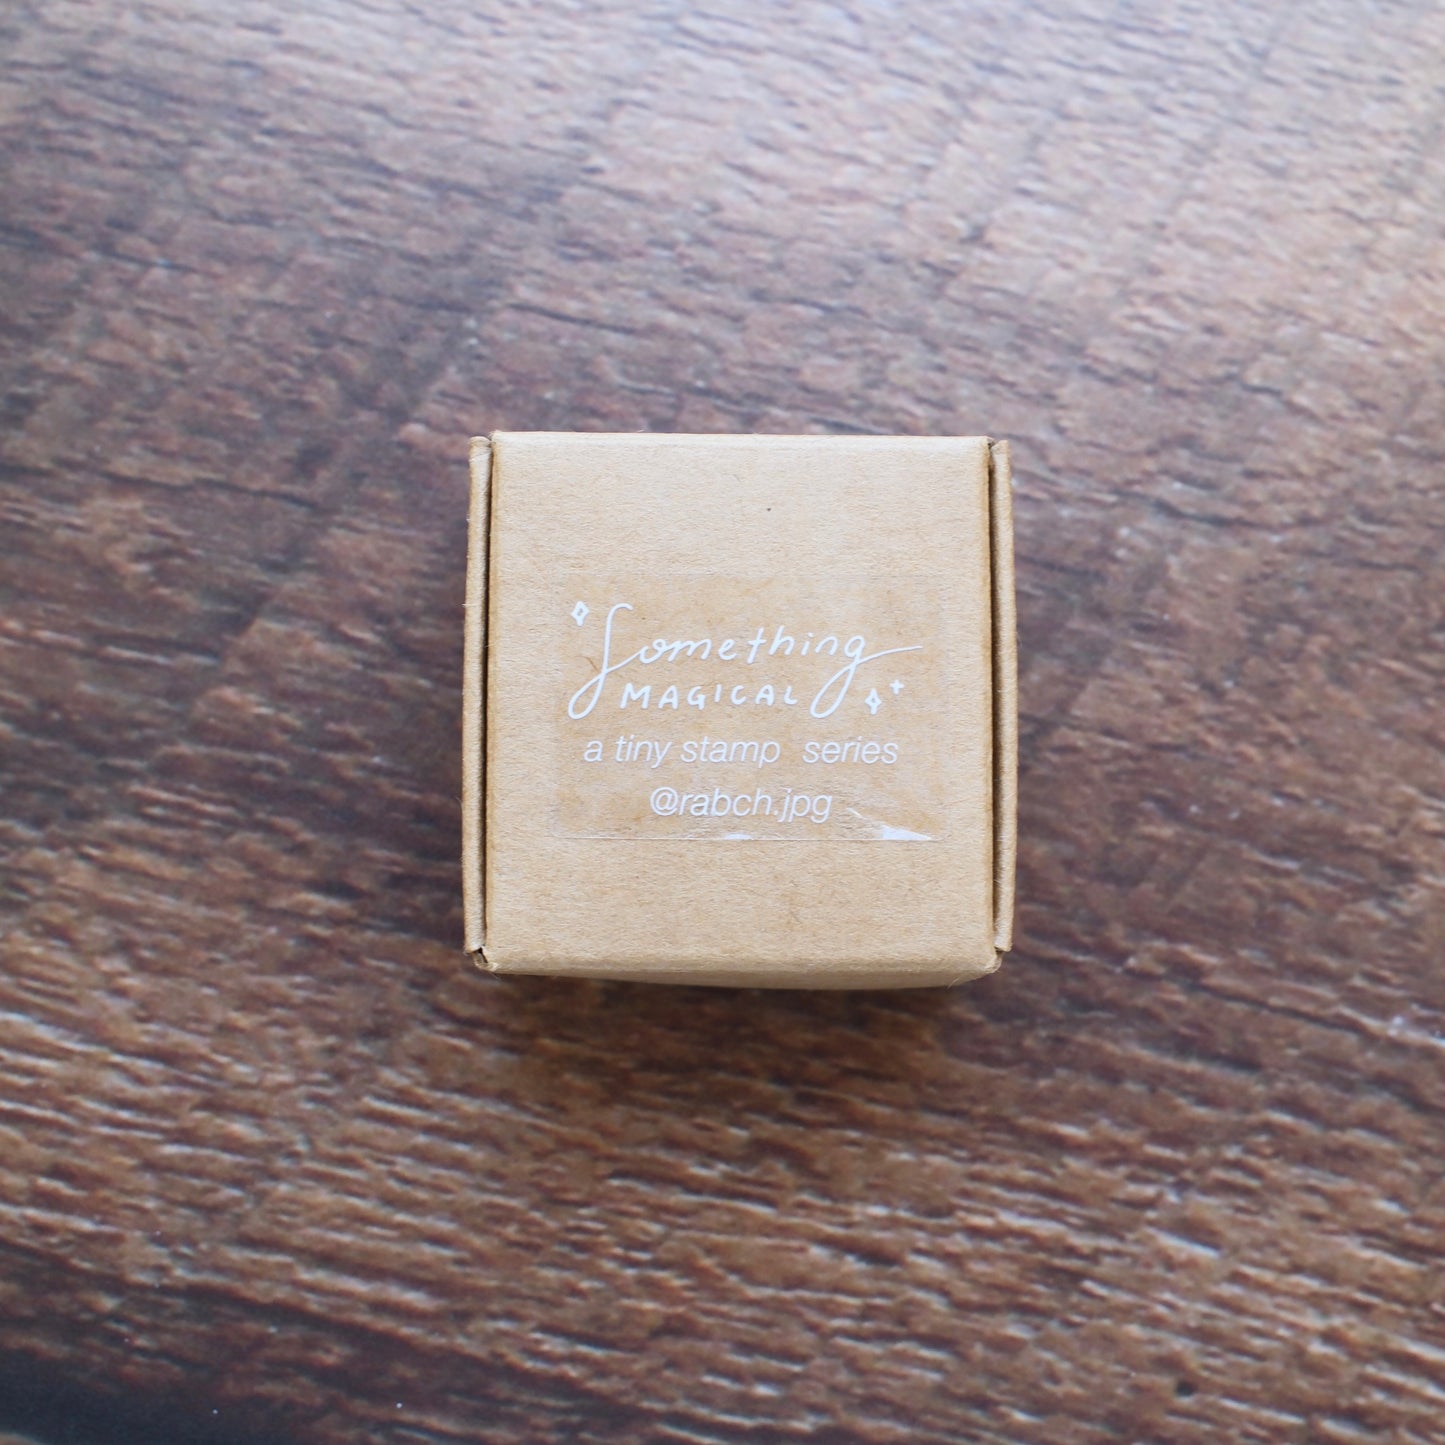 Something
MAGICAL
a tiny stamp series
@rabch.jpg